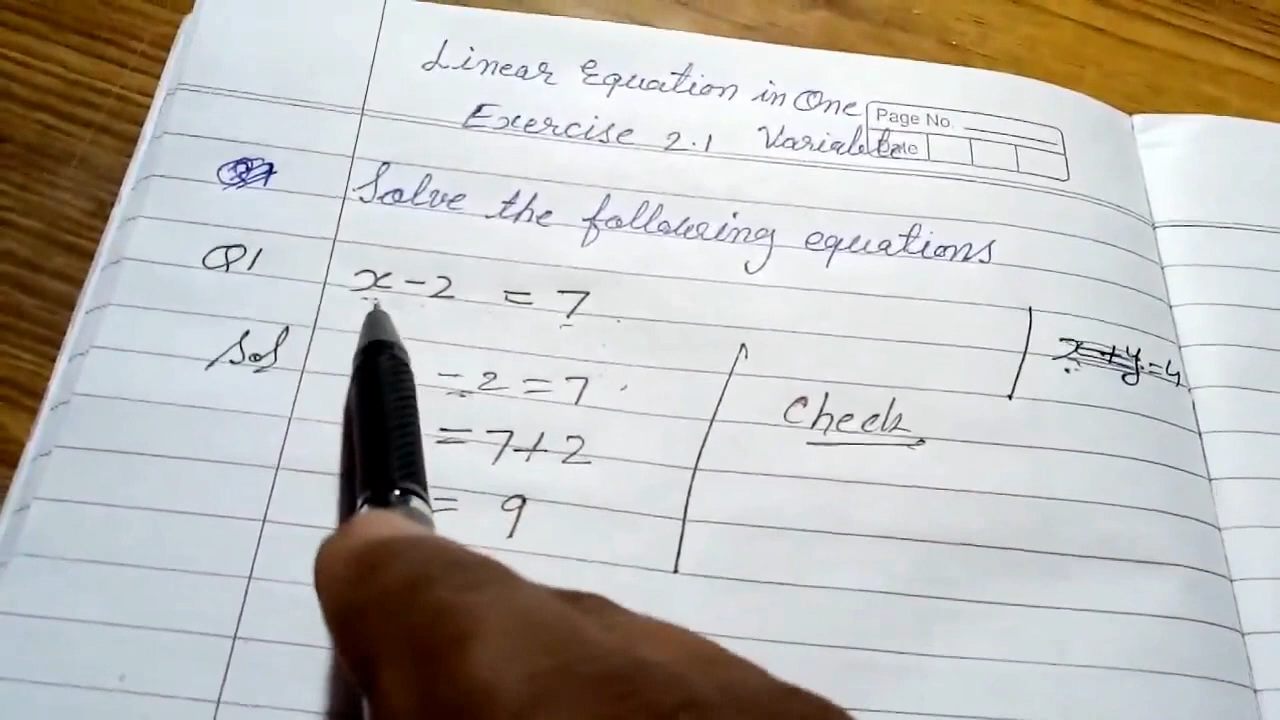 Linear Equation in One
Page No.
Exercise 2.1 Variable
Solve the following equations
Q1 x - 2 = 7
Sol - 2 = 7
= 7 + 2
= 9
Check
x + y = 4